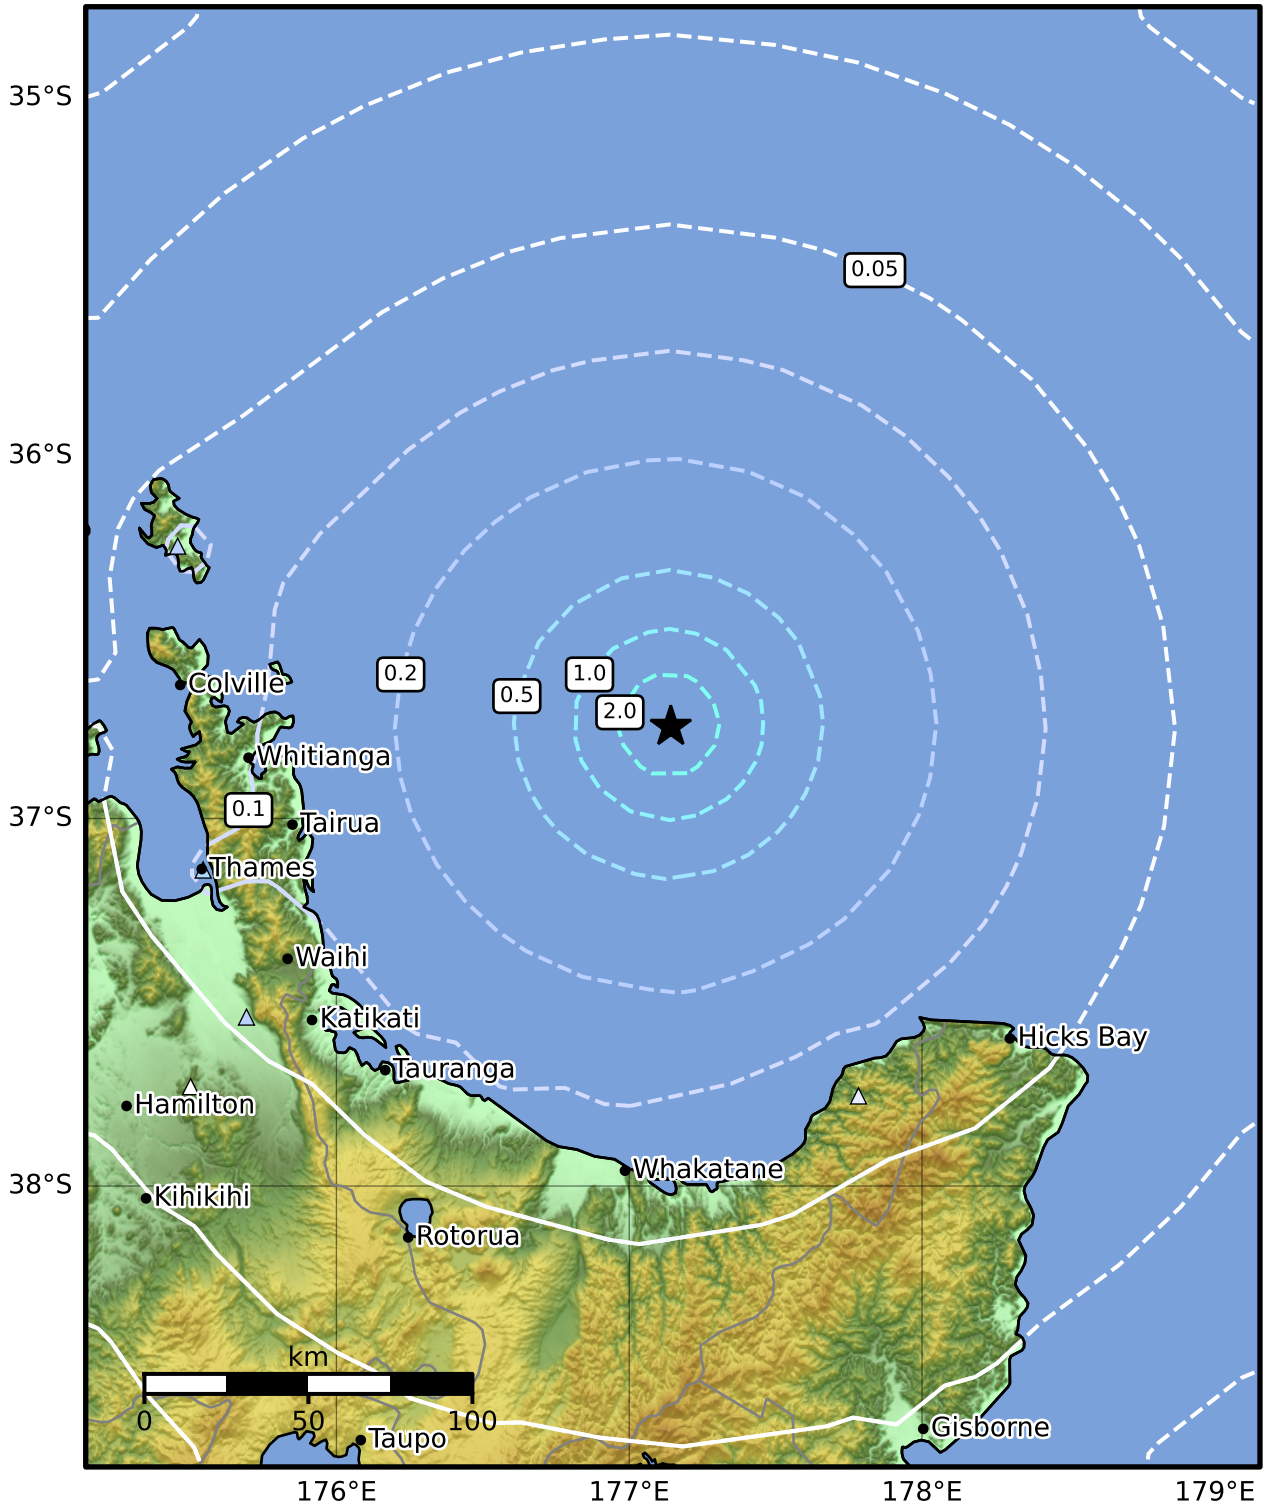 35°S
0.05
36°S
0.2
1.0
0.5
2.0
Colville
Whitianga
0.1
37°S
Tairua
Thames
Waihi
Katikati
Hicks Bay
Tauranga
Hamilton
Whakatane
38°S
Kihikihi
Rotorua
km
0 50 100
Gisborne
Taupo
176°E 177°E 178°E 179°E